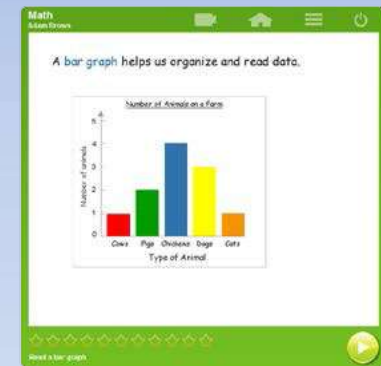 Math
Adam Brown
A bar graph helps us organize and read data.
Number of Animals on a Farm
Number of animals
5
4
3
2
1
0
Cows Pigs Chickens Dogs Cats
Type of Animal
Read a bar graph